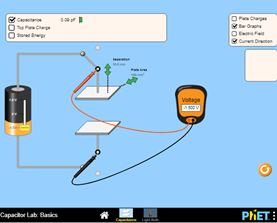 Capacitance 0.09 pF
Top Plate Charge
Stored Energy
Plate Charges
Bar Graphs
Electric Field
Current Direction
Separation
Plate Area
Voltage
Capacitor Lab: Basics
Capacitance
Light Bulb
PhET